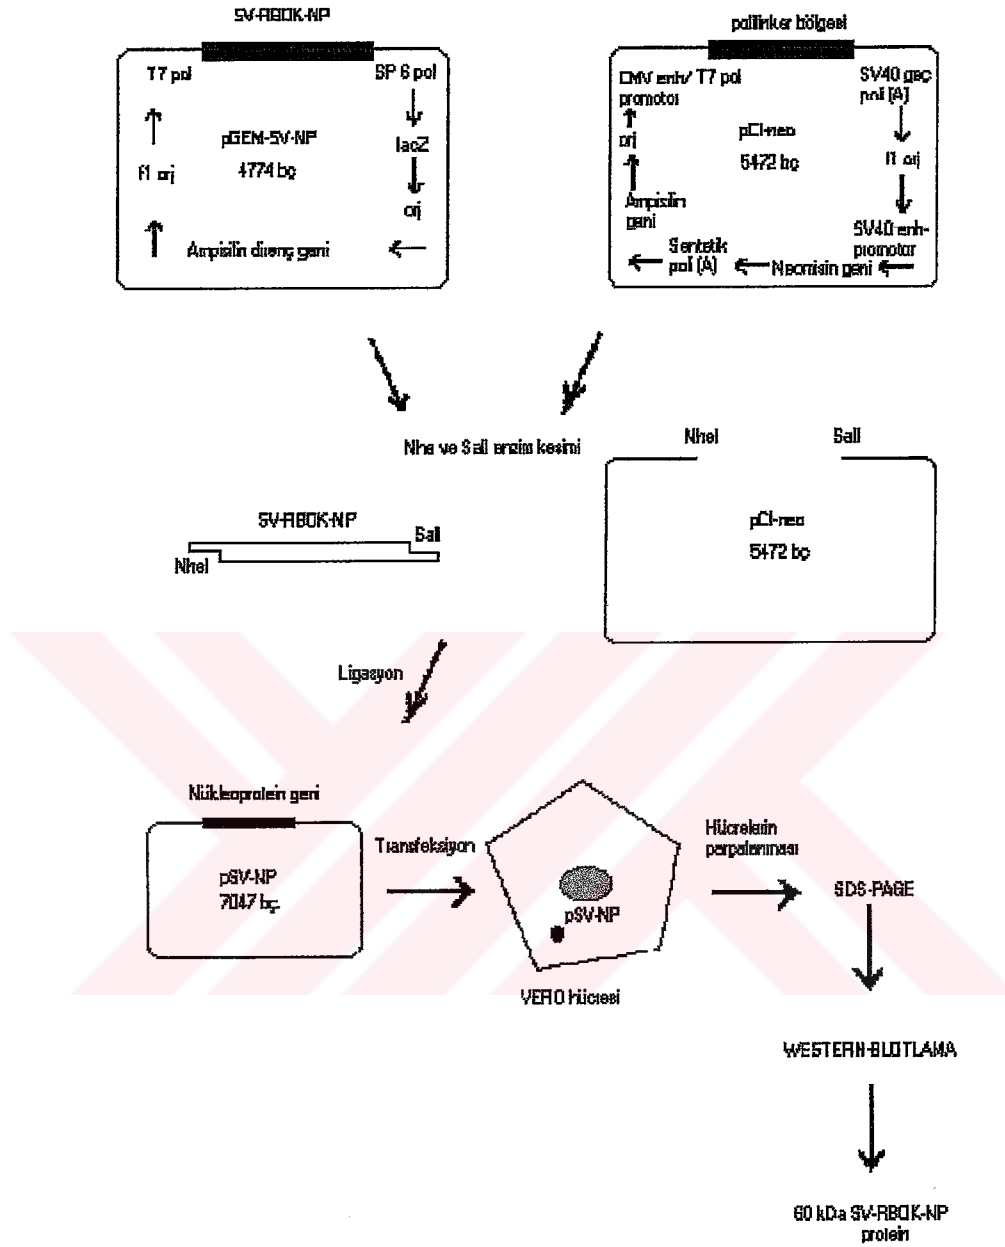 SV-RBOK-NP
T7 pol
SP 6 pol
pGEM-SV-NP
4774 bç
lacZ
f1 orj
orj
Ampisilin direnç geni
polilinker bölgesi
CMV enh/ T7 pol
promotor
SV40 geç
poli (A)
pCI-neo
5472 bç
orj
f1 orj
Ampisilin
geni
SV40 enh-
promotor
Sentetik
poli (A)
Neomisin geni
Nhe ve SalI enzim kesimi
NheI
SalI
SV-RBOK-NP
SalI
NheI
pCI-neo
5472 bç
Ligasyon
Nükleoprotein geni
pSV-NP
7047 bç
Transfeksiyon
pSV-NP
VERO hücresi
Hücrelerin
parçalanması
SDS-PAGE
WESTERN-BLOTLAMA
60 kDa SV-RBOK-NP
protein